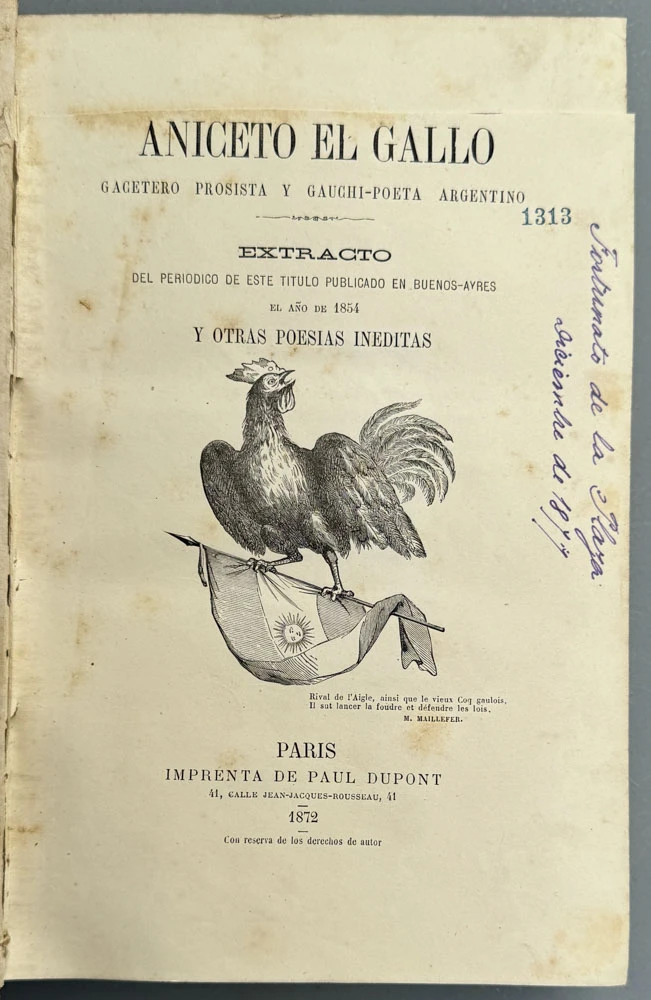 ANICETO EL GALLO
GACETERO PROSISTA Y GAUCHI-POETA ARGENTINO
1313
EXTRACTO
DEL PERIODICO DE ESTE TITULO PUBLICADO EN BUENOS-AYRES
EL AÑO DE 1854
Y OTRAS POESIAS INEDITAS
Fortunato de la Plaza
Diciembre de 1877
Rival de l'Aigle, ainsi que le vieux Coq gaulois,
Il sut lancer la foudre et défendre les lois.
M. MAILLEFER.
PARIS
IMPRENTA DE PAUL DUPONT
41, CALLE JEAN-JACQUES-ROUSSEAU, 41
1872
Con reserva de los derechos de autor